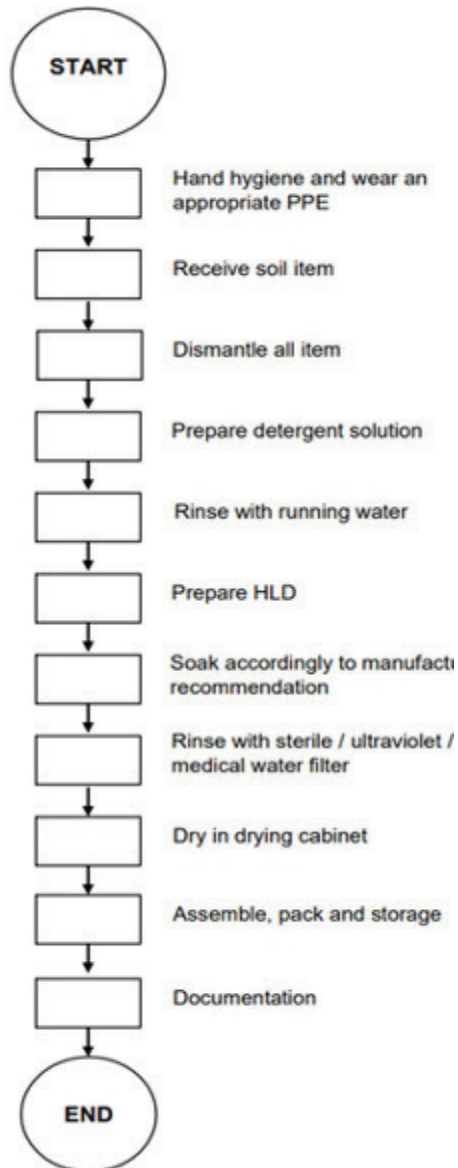 START
Hand hygiene and wear an
appropriate PPE
Receive soil item
Dismantle all item
Prepare detergent solution
Rinse with running water
Prepare HLD
Soak accordingly to
recommendation
Rinse with sterile / ultraviolet /
medical water filter
Dry in drying cabinet
Assemble, pack and storage
Documentation
END